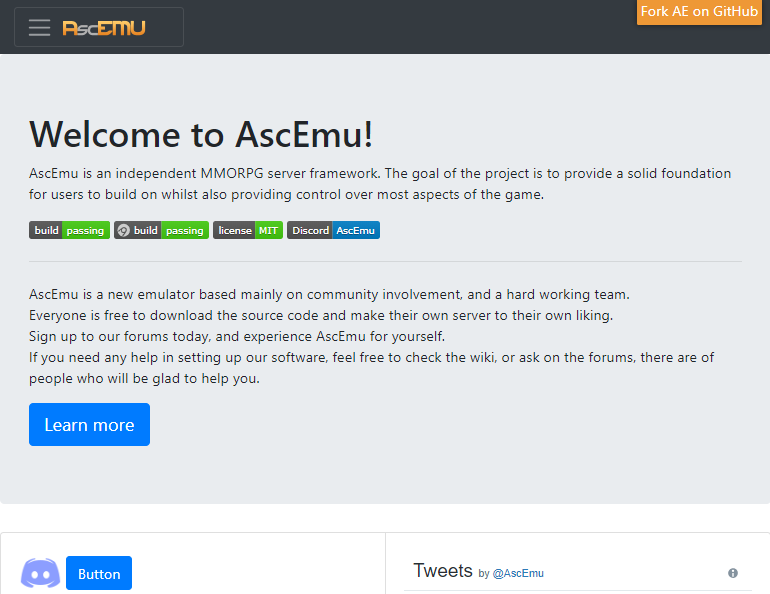 AscEMU
Fork AE on GitHub
Welcome to AscEmu!
AscEmu is an independent MMORPG server framework. The goal of the project is to provide a solid foundation
for users to build on whilst also providing control over most aspects of the game.
build passing build passing license MIT Discord AscEmu
AscEmu is a new emulator based mainly on community involvement, and a hard working team.
Everyone is free to download the source code and make their own server to their own liking.
Sign up to our forums today, and experience AscEmu for yourself.
If you need any help in setting up our software, feel free to check the wiki, or ask on the forums, there are of
people who will be glad to help you.
Learn more
Button
Tweets by @AscEmu